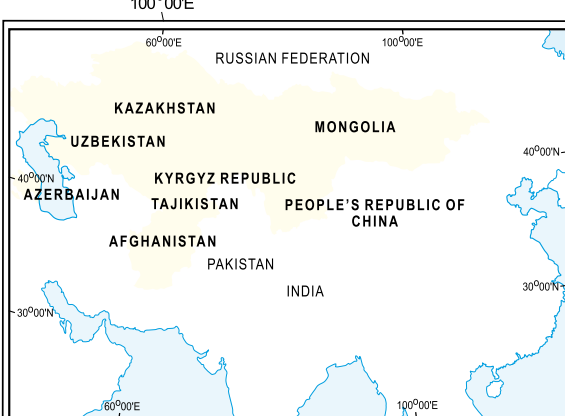 100°00'E
60°00'E
100°00'E
RUSSIAN FEDERATION
KAZAKHSTAN
MONGOLIA
UZBEKISTAN
40°00'N
40°00'N
KYRGYZ REPUBLIC
AZERBAIJAN
TAJIKISTAN
PEOPLE'S REPUBLIC OF
CHINA
AFGHANISTAN
PAKISTAN
INDIA
30°00'N
30°00'N
60°00'E
100°00'E